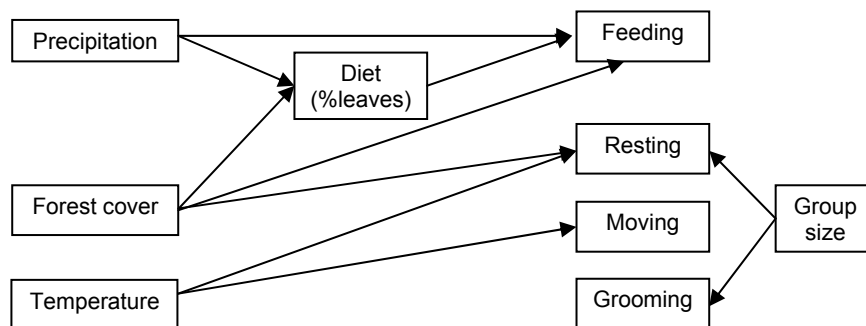 Precipitation
Feeding
Diet
(%leaves)
Resting
Forest cover
Moving
Group
size
Temperature
Grooming